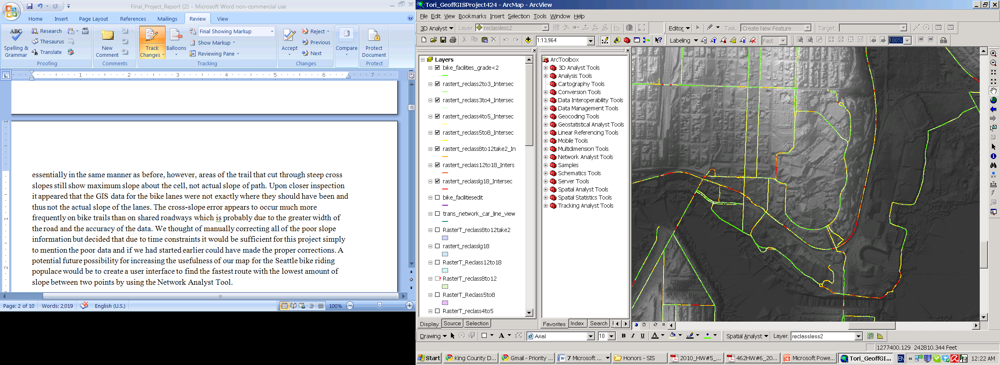 Final_Project_Report (2) - Microsoft Word non-commercial use
Home Insert Page Layout References Mailings Review View
ABC Spelling & Grammar
Research
Thesaurus
Translate
ABC 123
Proofing
New Comment
Comments
Track Changes
Balloons
Final Showing Markup
Show Markup
Reviewing Pane
Tracking
Accept
Reject
Previous
Next
Changes
Compare
Protect Document
Protect
L 1 2 3 4 5 6 7
essentially in the same manner as before, however, areas of the trail that cut through steep cross
slopes still show maximum slope about the cell, not actual slope of path. Upon closer inspection
it appeared that the GIS data for the bike lanes were not exactly where they should have been and
thus not the actual slope of the lanes. The cross-slope error appears to occur much more
frequently on bike trails than on shared roadways which is probably due to the greater width of
the road and the accuracy of the data. We thought of manually correcting all of the poor slope
information but decided that due to time constraints it would be sufficient for this project simply
to mention the poor data and if we had started earlier could have made the proper corrections. A
potential future possibility for increasing the usefulness of our map for the Seattle bike riding
populace would be to create a user interface to find the fastest route with the lowest amount of
slope between two points by using the Network Analyst Tool.
Page: 2 of 10 Words: 2,019 English (U.S.) 100%
Tori_GeoffGISProject424 - ArcMap - ArcView
File Edit View Bookmarks Insert Selection Tools Window Help
3D Analyst Layer: reclassless2 Editor Task: Create New Feature Target:
1:13,964 Labeling Fast 100%
Layers
bike_facilities_grade<2
rastert_reclass2to3_Intersec
rastert_reclass3to4_Intersec
rastert_reclass4to5_Intersec
rastert_reclass5to8_Intersec
rastert_reclass8to12take2_In
rastert_reclass12to18_Inters
rastert_reclasslg18_Intersec
bike_facilitiesedit
trans_network_car_line_view
RasterT_reclass8to12take2
rastert_reclasslg18
RasterT_Reclass12to18
RasterT_reclass8to12
RasterT_Reclass5to8
RasterT_reclass4to5
Display Source Selection
ArcToolbox
3D Analyst Tools
Analysis Tools
Cartography Tools
Conversion Tools
Data Interoperability Tools
Data Management Tools
Geocoding Tools
Geostatistical Analyst Tools
Linear Referencing Tools
Mobile Tools
Multidimension Tools
Network Analyst Tools
Samples
Schematics Tools
Server Tools
Spatial Analyst Tools
Spatial Statistics Tools
Tracking Analyst Tools
Favorites Index Search
Drawing A Arial 10 B I U A Spatial Analyst Layer: reclassless2
1277400.129 242810.344 Feet
Start King County D... Gmail - Priority ... 7 Microsoft ... Honors - SIS 2010_HW#5_... 462HW#6_20... Microsoft Powe... Tori_GeoffGI... EN « 12:22 AM